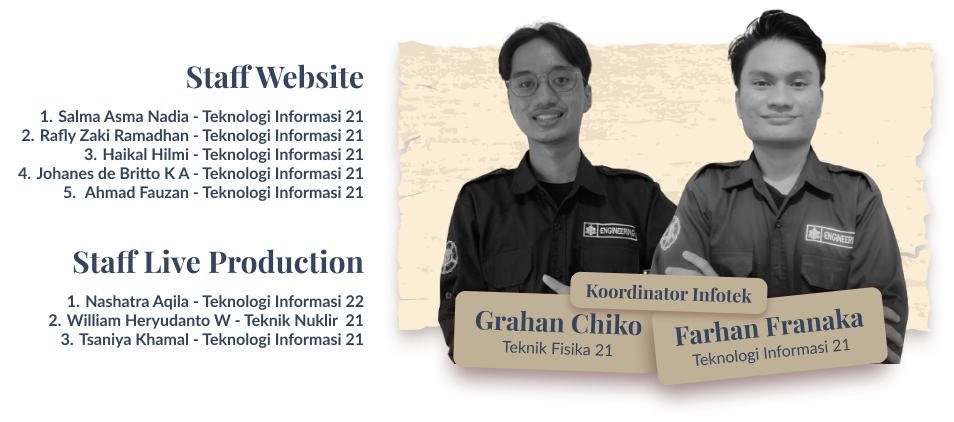 Staff Website
1. Salma Asma Nadia - Teknologi Informasi 21
2. Rafly Zaki Ramadhan - Teknologi Informasi 21
3. Haikal Hilmi - Teknologi Informasi 21
4. Johanes de Britto K A - Teknologi Informasi 21
5. Ahmad Fauzan - Teknologi Informasi 21
Staff Live Production
1. Nashatra Aqila - Teknologi Informasi 22
2. William Heryudanto W - Teknik Nuklir 21
3. Tsaniya Khamal - Teknologi Informasi 21
ENGINEERING
ENGINEERI
Koordinator Infotek
Grahan Chiko
Teknik Fisika 21
Farhan Franaka
Teknologi Informasi 21